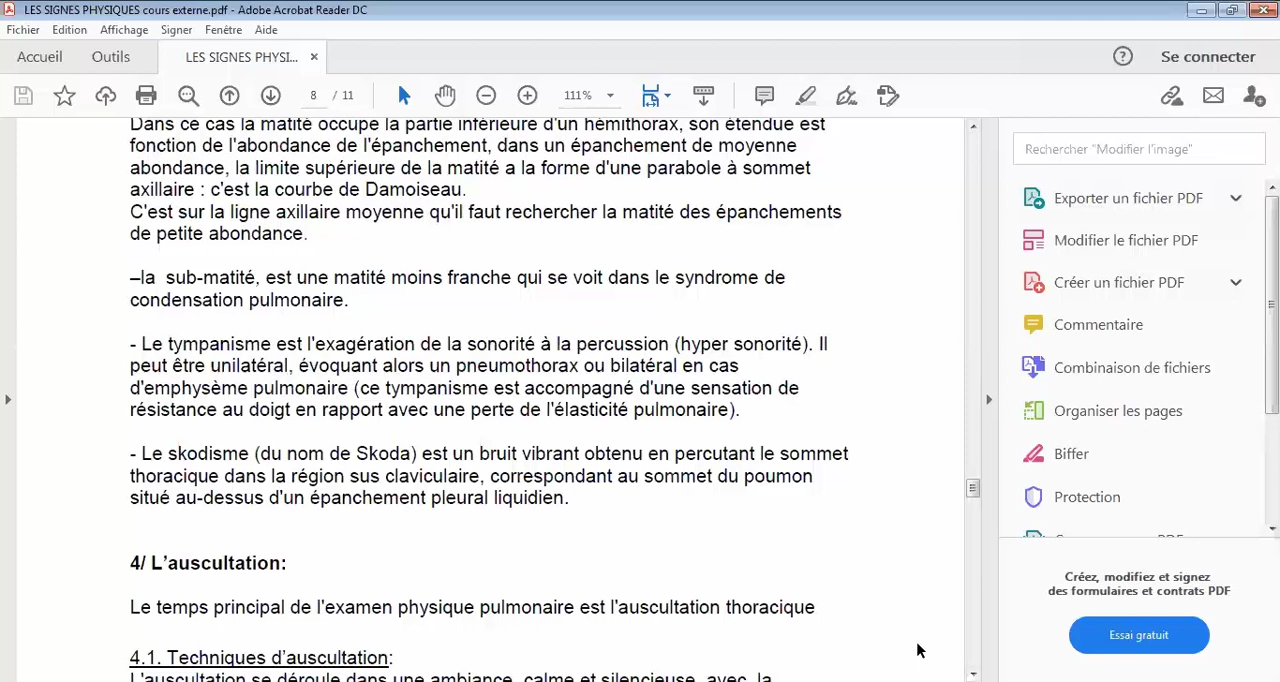 LES SIGNES PHYSIQUES cours externe.pdf - Adobe Acrobat Reader DC
Fichier Edition Affichage Signer Fenêtre Aide
Accueil Outils LES SIGNES PHYSI... × Se connecter
8 / 11 111%
Dans ce cas la matité occupe la partie inférieure d'un hémithorax, son étendue est
fonction de l'abondance de l'épanchement, dans un épanchement de moyenne
abondance, la limite supérieure de la matité a la forme d'une parabole à sommet
axillaire : c'est la courbe de Damoiseau.
C'est sur la ligne axillaire moyenne qu'il faut rechercher la matité des épanchements
de petite abondance.
–la sub-matité, est une matité moins franche qui se voit dans le syndrome de
condensation pulmonaire.
- Le tympanisme est l'exagération de la sonorité à la percussion (hyper sonorité). Il
peut être unilatéral, évoquant alors un pneumothorax ou bilatéral en cas
d'emphysème pulmonaire (ce tympanisme est accompagné d'une sensation de
résistance au doigt en rapport avec une perte de l'élasticité pulmonaire).
- Le skodisme (du nom de Skoda) est un bruit vibrant obtenu en percutant le sommet
thoracique dans la région sus claviculaire, correspondant au sommet du poumon
situé au-dessus d'un épanchement pleural liquidien.
4/ L'auscultation:
Le temps principal de l'examen physique pulmonaire est l'auscultation thoracique
4.1. Techniques d'auscultation:
L'auscultation se déroule dans une ambiance calme et silencieuse, avec la
Rechercher "Modifier l'image"
Exporter un fichier PDF
Modifier le fichier PDF
Créer un fichier PDF
Commentaire
Combinaison de fichiers
Organiser les pages
Biffer
Protection
Créez, modifiez et signez
des formulaires et contrats PDF
Essai gratuit